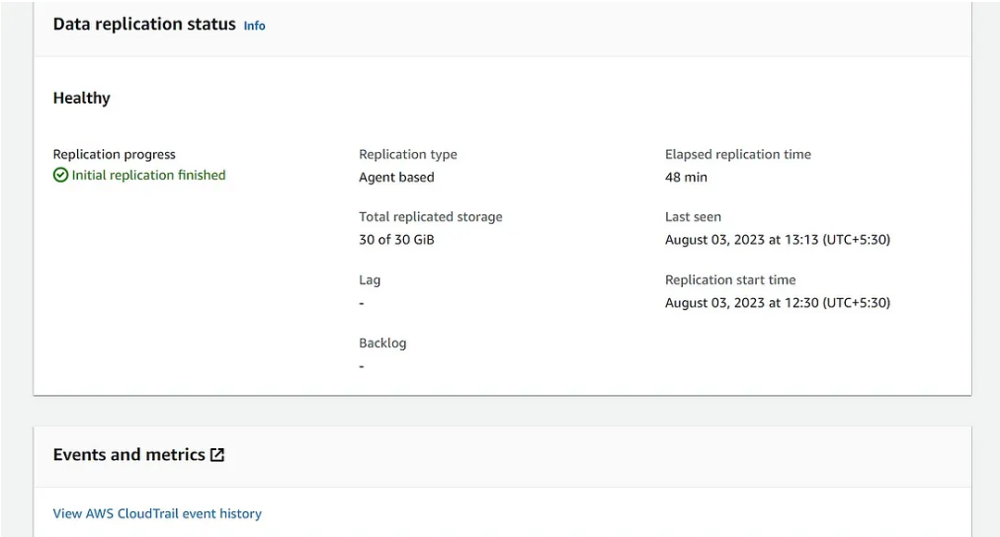 Data replication status Info
Healthy
Replication progress
Initial replication finished
Replication type
Agent based
Total replicated storage
30 of 30 GiB
Lag
-
Backlog
-
Elapsed replication time
48 min
Last seen
August 03, 2023 at 13:13 (UTC+5:30)
Replication start time
August 03, 2023 at 12:30 (UTC+5:30)
Events and metrics
View AWS CloudTrail event history